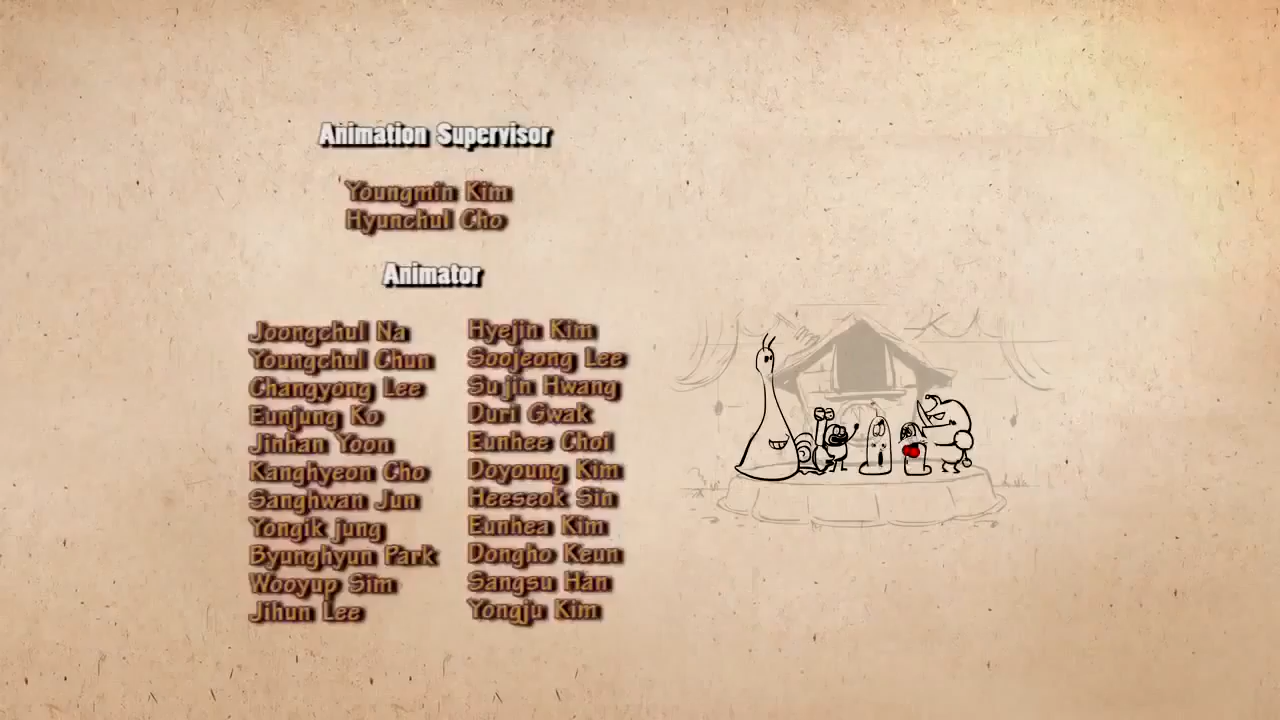 Animation Supervisor
Youngmin Kim
Hyunchul Cho
Animator
Joongchul Na
Youngchul Chun
Changyong Lee
Eunjung Ko
Jinhan Yoon
Kanghyeon Cho
Sanghwan Jun
Yongik jung
Byunghyun Park
Wooyup Sim
Jihun Lee
Hyejin Kim
Soojeong Lee
Sujin Hwang
Duri Gwak
Eunhee Choi
Doyoung Kim
Heeseok Sin
Eunhea Kim
Dongho Keun
Sangsu Han
Yongju Kim